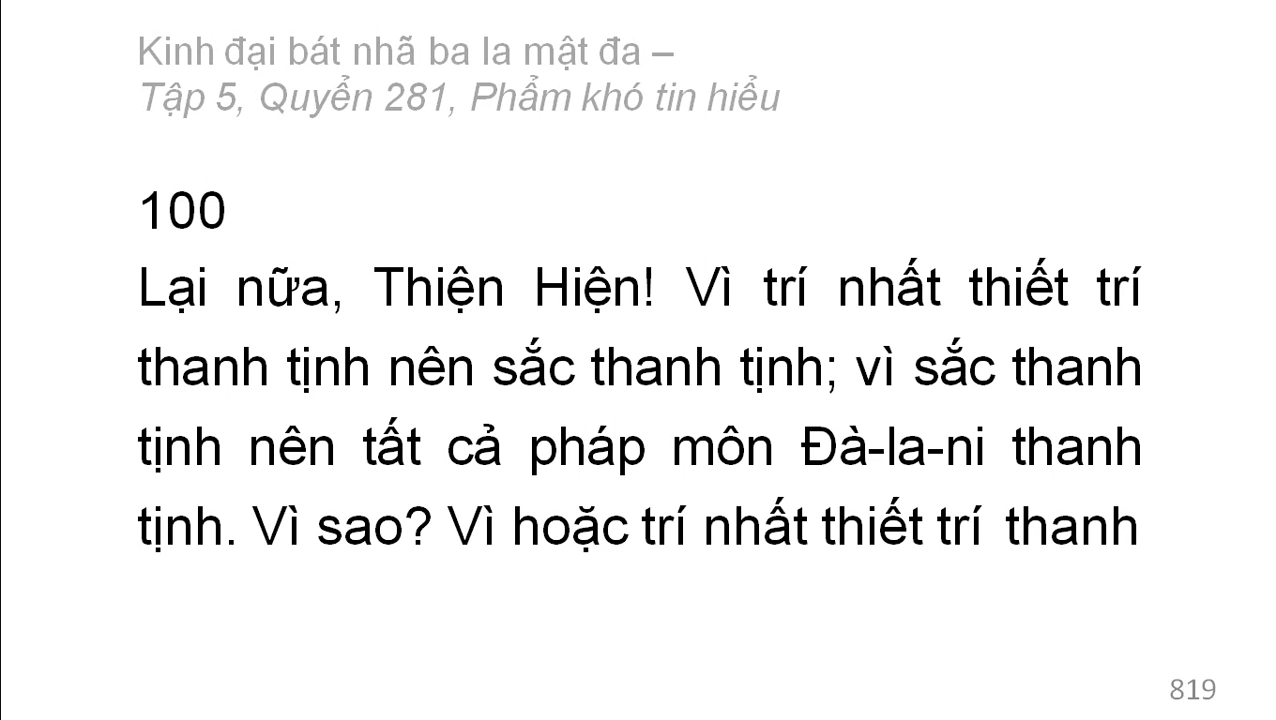 Kinh đại bát nhã ba la mật đa –
Tập 5, Quyển 281, Phẩm khó tin hiểu
100
Lại nữa, Thiện Hiện! Vì trí nhất thiết trí
thanh tịnh nên sắc thanh tịnh; vì sắc thanh
tịnh nên tất cả pháp môn Đà-la-ni thanh
tịnh. Vì sao? Vì hoặc trí nhất thiết trí thanh
819